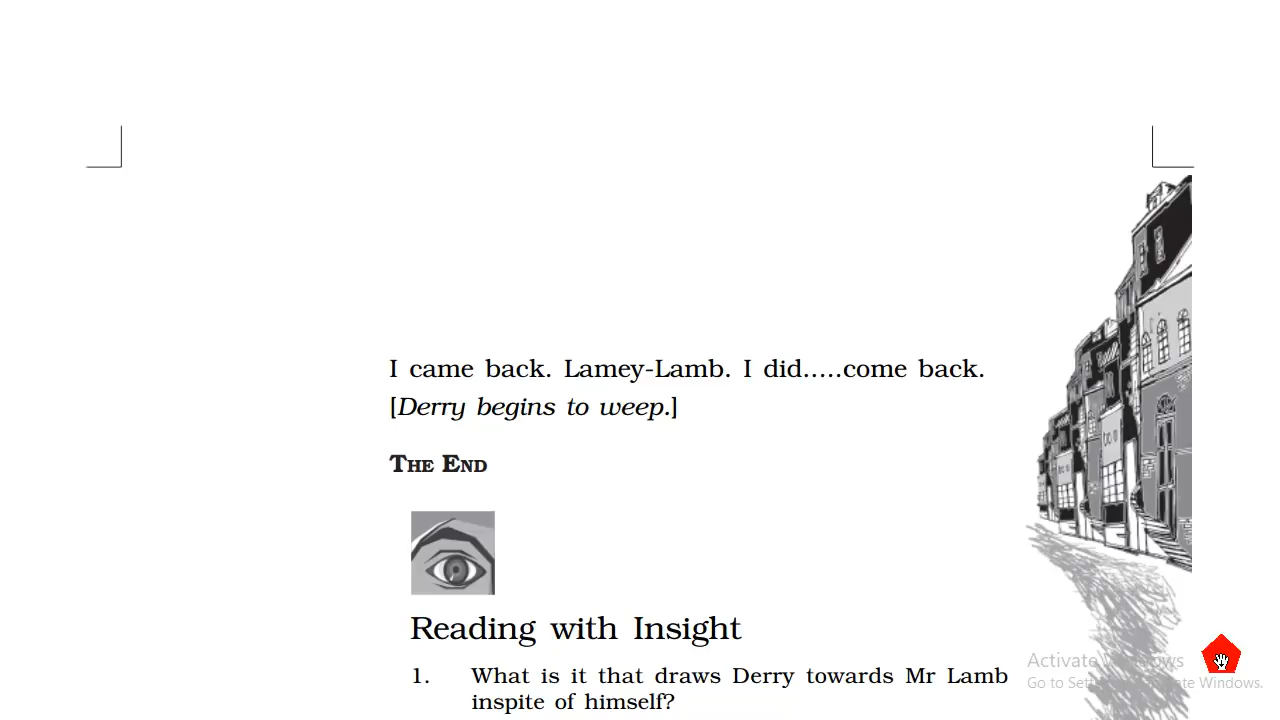 I came back. Lamey-Lamb. I did.....come back.
[Derry begins to weep.]
THE END
Reading with Insight
1. What is it that draws Derry towards Mr Lamb
inspite of himself?
Activate Windows
Go to Settings to Activate Windows.